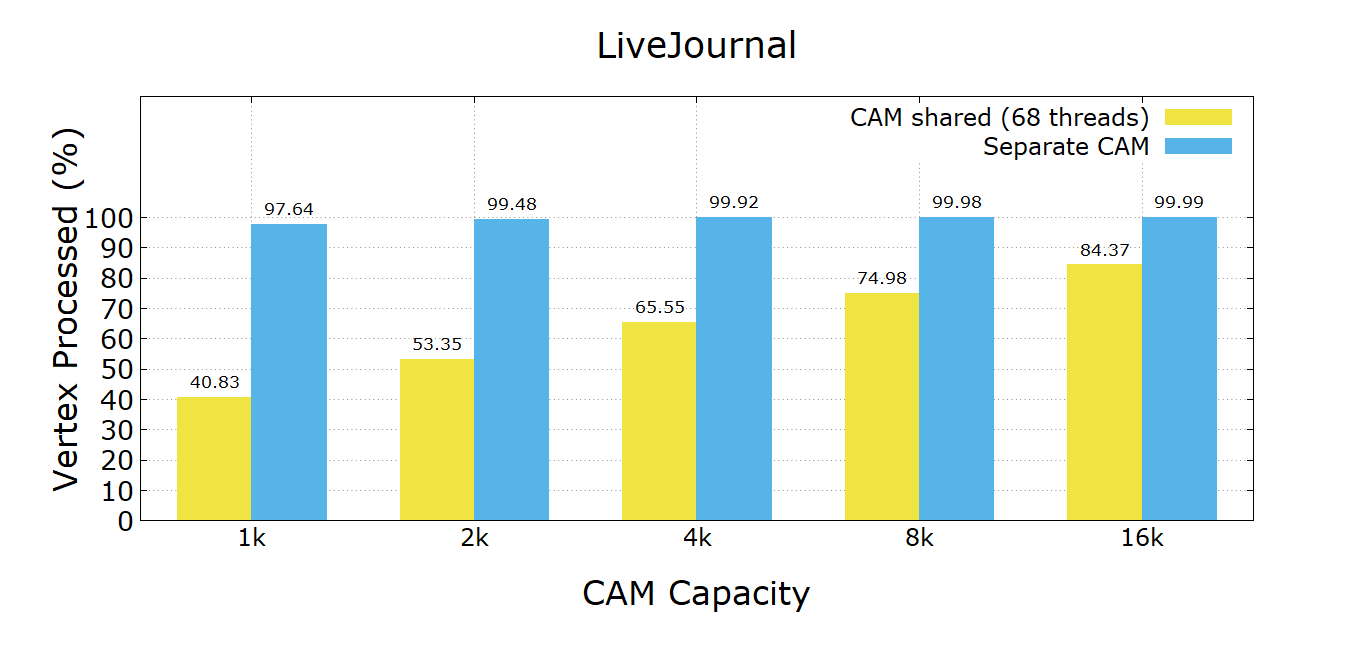 LiveJournal
CAM shared (68 threads)
Separate CAM
Vertex Processed (%)
100
90
80
70
60
50
40
30
20
10
0
40.83
97.64
53.35
99.48
65.55
99.92
74.98
99.98
84.37
99.99
1k
2k
4k
8k
16k
CAM Capacity